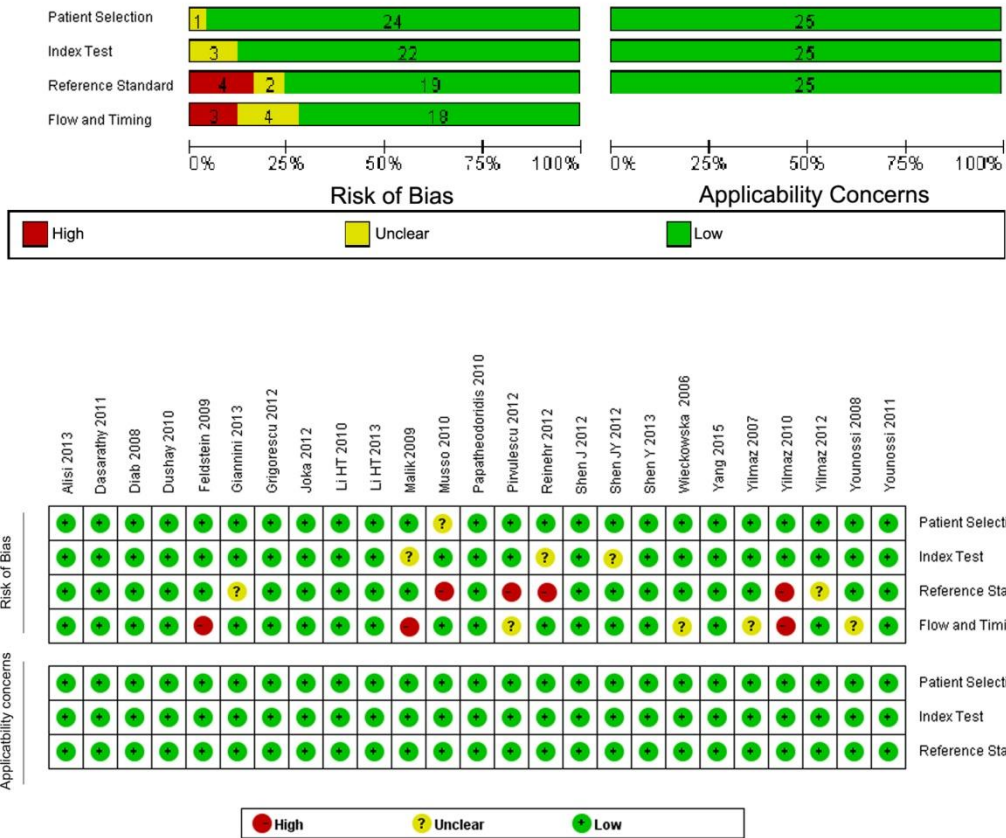 Patient Selection 1 24 25
Index Test 3 22 25
Reference Standard 4 2 19 25
Flow and Timing 3 4 18
0% 25% 50% 75% 100% 0% 25% 50% 75% 100%
Risk of Bias Applicability Concerns
High Unclear Low
Alisi 2013
Dasarathy 2011
Diab 2008
Dushay 2010
Feldstein 2009
Giannini 2013
Grigorescu 2012
Joka 2012
Li HT 2010
Li HT 2013
Malik 2009
Musso 2010
Papatheodoridis 2010
Pirvulescu 2012
Reinehr 2012
Shen J 2012
Shen JY 2012
Shen Y 2013
Wieckowska 2006
Yang 2015
Yilmaz 2007
Yilmaz 2010
Yilmaz 2012
Younossi 2008
Younossi 2011
Risk of Bias
+ + + + + + + + + + + ? + + + + + + + + + + + + + Patient Selecti
+ + + + + + + + + + ? + + + ? + ? + + + + + + + + Index Test
+ + + + + ? + + + + + - + - - + + + + + + - ? + + Reference Sta
+ + + + - + + + + + - + + ? + + + + ? + ? - + ? + Flow and Timi
Applicatbility concerns
+ + + + + + + + + + + + + + + + + + + + + + + + + Patient Selecti
+ + + + + + + + + + + + + + + + + + + + + + + + + Index Test
+ + + + + + + + + + + + + + + + + + + + + + + + + Reference Sta
- High ? Unclear + Low